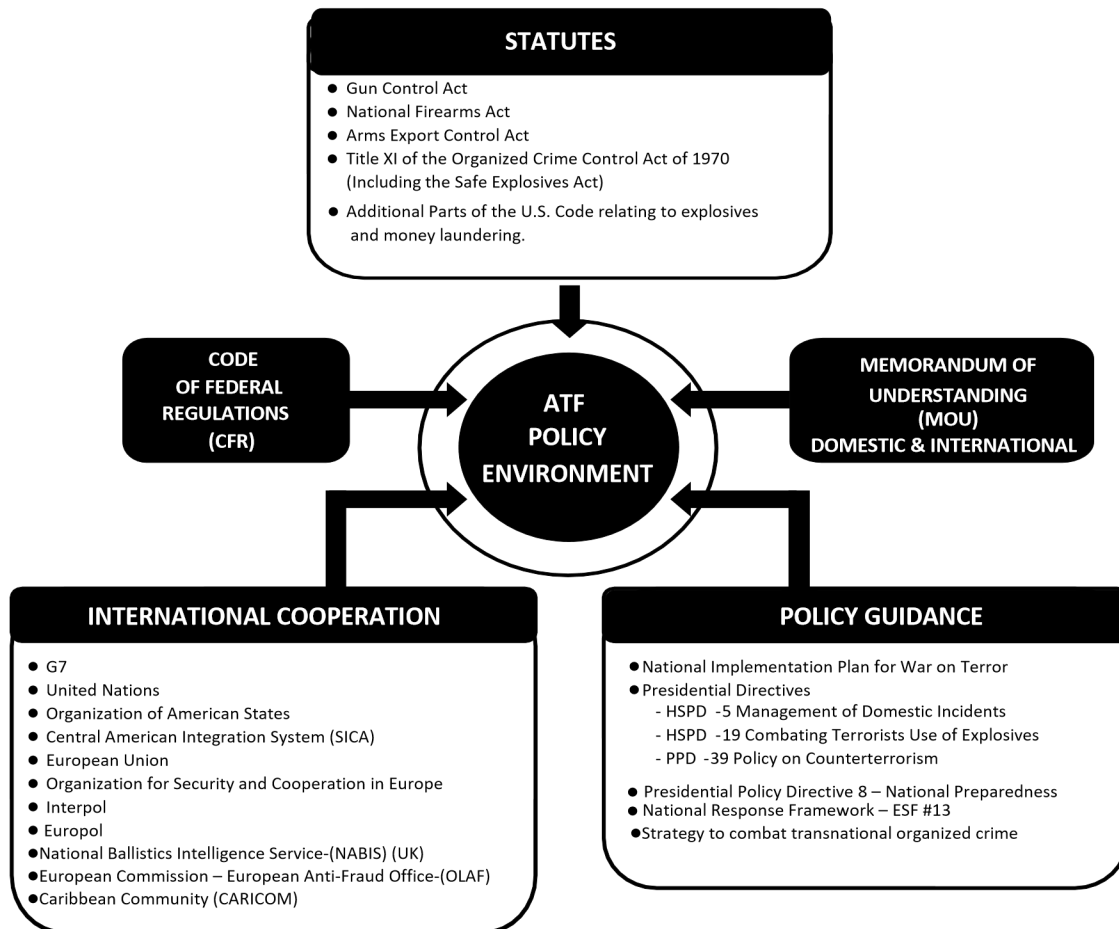 STATUTES
● Gun Control Act
● National Firearms Act
● Arms Export Control Act
● Title XI of the Organized Crime Control Act of 1970
(Including the Safe Explosives Act)
● Additional Parts of the U.S. Code relating to explosives
and money laundering.
CODE
OF FEDERAL
REGULATIONS
(CFR)
ATF
POLICY
ENVIRONMENT
MEMORANDUM OF
UNDERSTANDING
(MOU)
DOMESTIC & INTERNATIONAL
INTERNATIONAL COOPERATION
● G7
● United Nations
● Organization of American States
● Central American Integration System (SICA)
● European Union
● Organization for Security and Cooperation in Europe
● Interpol
● Europol
●National Ballistics Intelligence Service-(NABIS) (UK)
●European Commission – European Anti-Fraud Office-(OLAF)
●Caribbean Community (CARICOM)
POLICY GUIDANCE
●National Implementation Plan for War on Terror
●Presidential Directives
- HSPD -5 Management of Domestic Incidents
- HSPD -19 Combating Terrorists Use of Explosives
- PPD -39 Policy on Counterterrorism
● Presidential Policy Directive 8 – National Preparedness
● National Response Framework – ESF #13
●Strategy to combat transnational organized crime